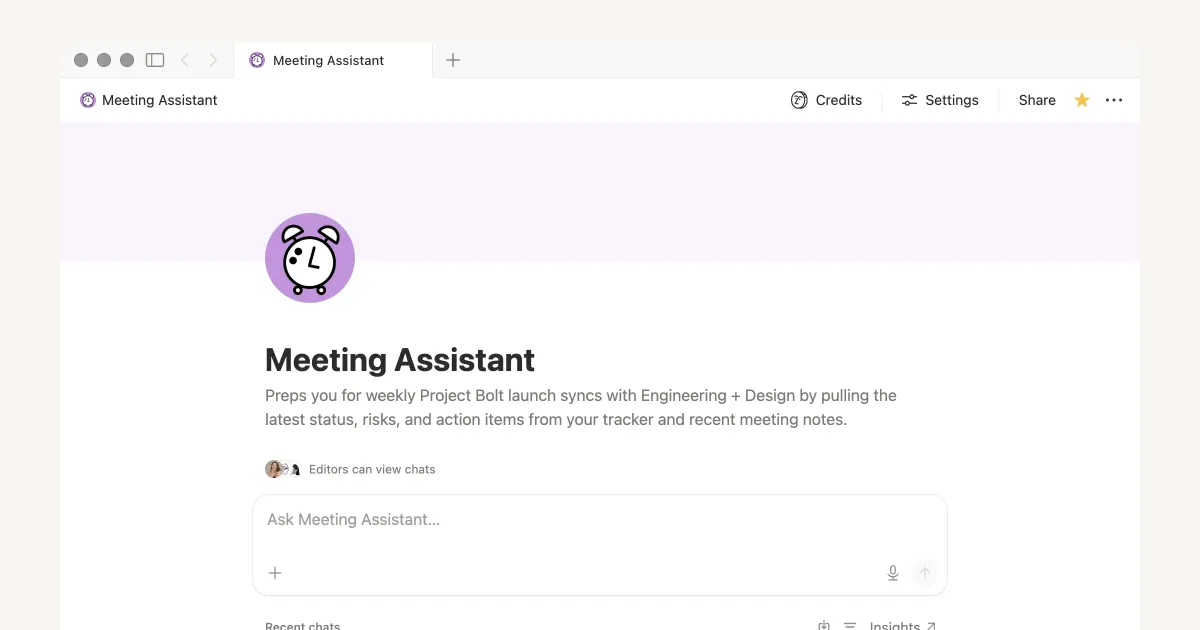 Meeting Assistant
Meeting Assistant
Credits
Settings
Share
Meeting Assistant
Preps you for weekly Project Bolt launch syncs with Engineering + Design by pulling the
latest status, risks, and action items from your tracker and recent meeting notes.
Editors can view chats
Ask Meeting Assistant...
Recent chats
Insights